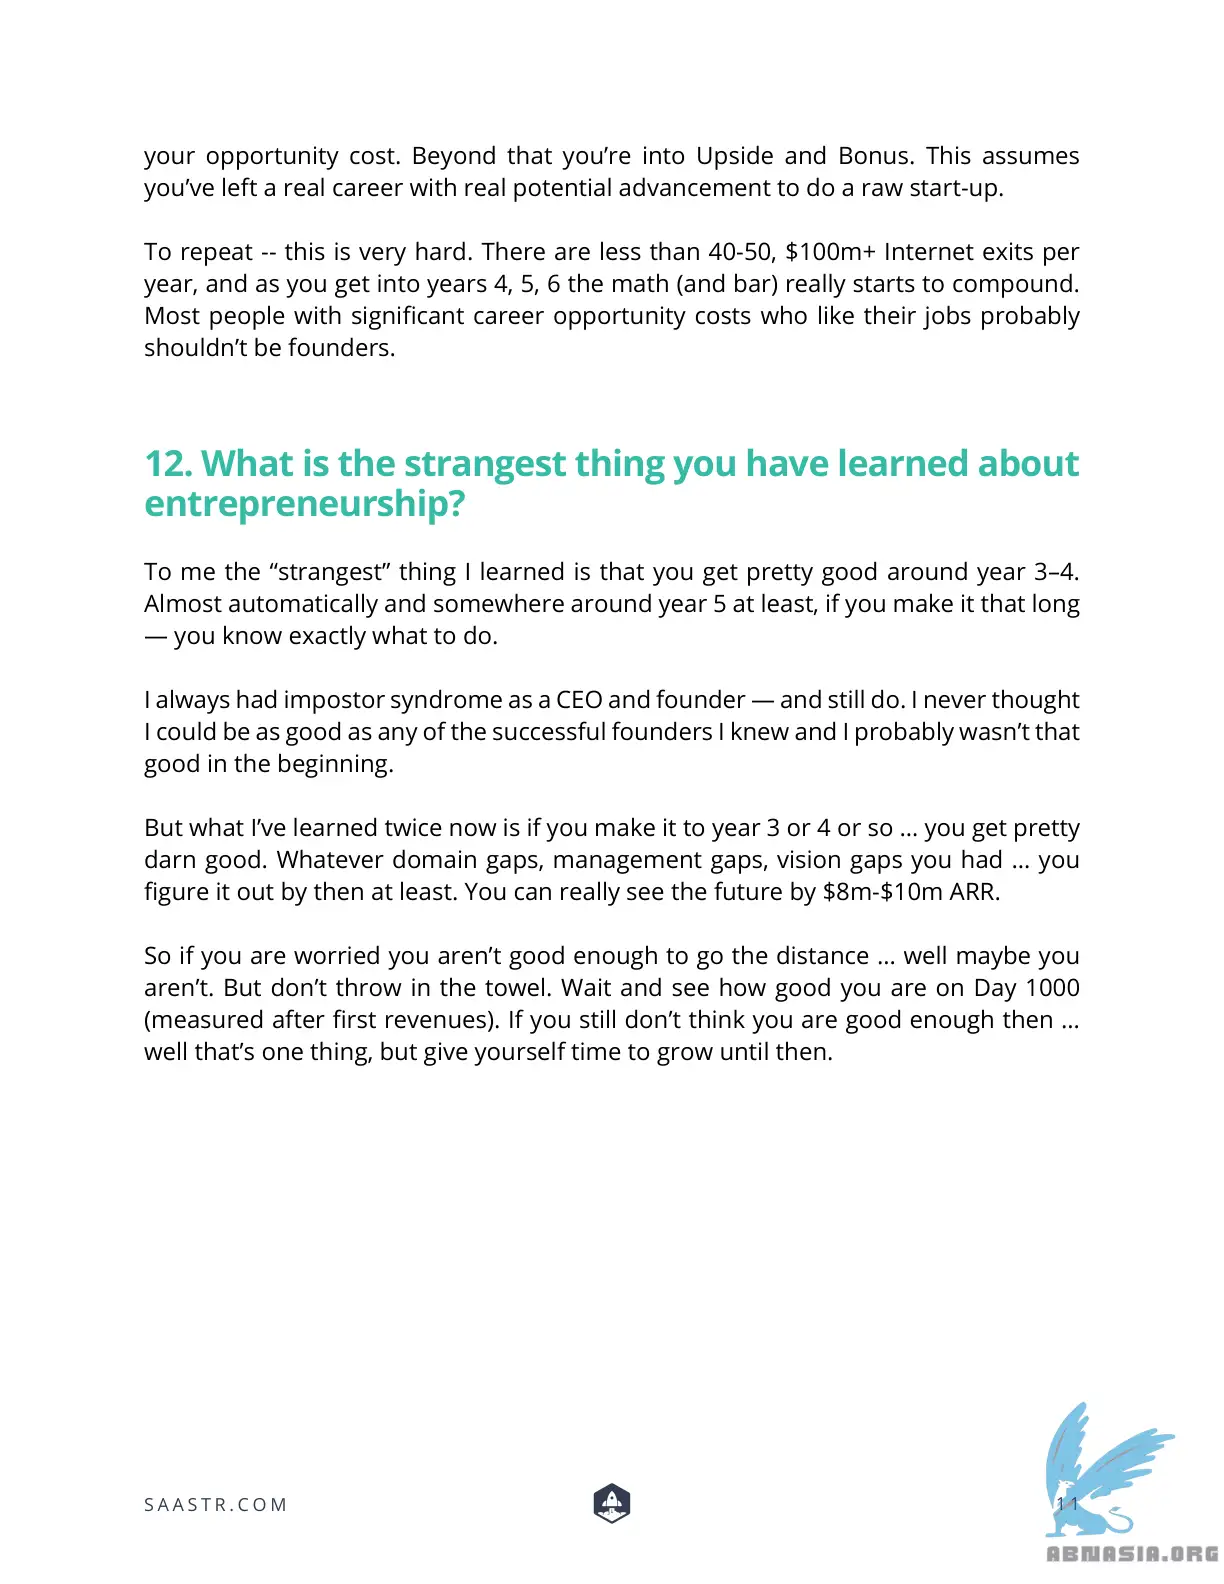 your opportunity cost. Beyond that you’re into Upside and Bonus. This assumes
you’ve left a real career with real potential advancement to do a raw start-up.
To repeat -- this is very hard. There are less than 40-50, $100m+ Internet exits per
year, and as you get into years 4, 5, 6 the math (and bar) really starts to compound.
Most people with significant career opportunity costs who like their jobs probably
shouldn’t be founders.
12. What is the strangest thing you have learned about
entrepreneurship?
To me the “strangest” thing I learned is that you get pretty good around year 3–4.
Almost automatically and somewhere around year 5 at least, if you make it that long
— you know exactly what to do.
I always had impostor syndrome as a CEO and founder — and still do. I never thought
I could be as good as any of the successful founders I knew and I probably wasn’t that
good in the beginning.
But what I’ve learned twice now is if you make it to year 3 or 4 or so … you get pretty
darn good. Whatever domain gaps, management gaps, vision gaps you had … you
figure it out by then at least. You can really see the future by $8m-$10m ARR.
So if you are worried you aren’t good enough to go the distance … well maybe you
aren’t. But don’t throw in the towel. Wait and see how good you are on Day 1000
(measured after first revenues). If you still don’t think you are good enough then …
well that’s one thing, but give yourself time to grow until then.
SAASTR.COM
11
ABNASIA.ORG